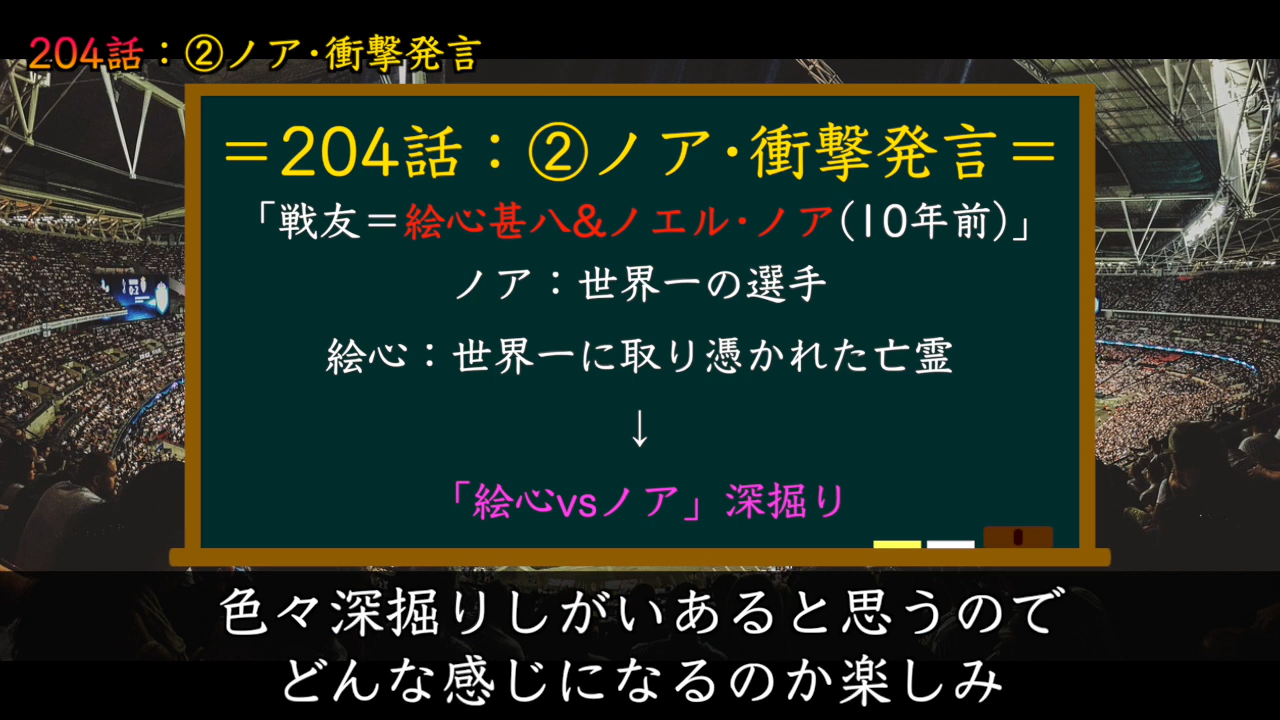 204話：②ノア･衝撃発言
＝204話：②ノア･衝撃発言＝
「戦友＝絵心甚八&ノエル･ノア(10年前)」
ノア：世界一の選手
絵心：世界一に取り憑かれた亡霊
↓
「絵心vsノア」深掘り
色々深掘りしがいあると思うので
どんな感じになるのか楽しみ